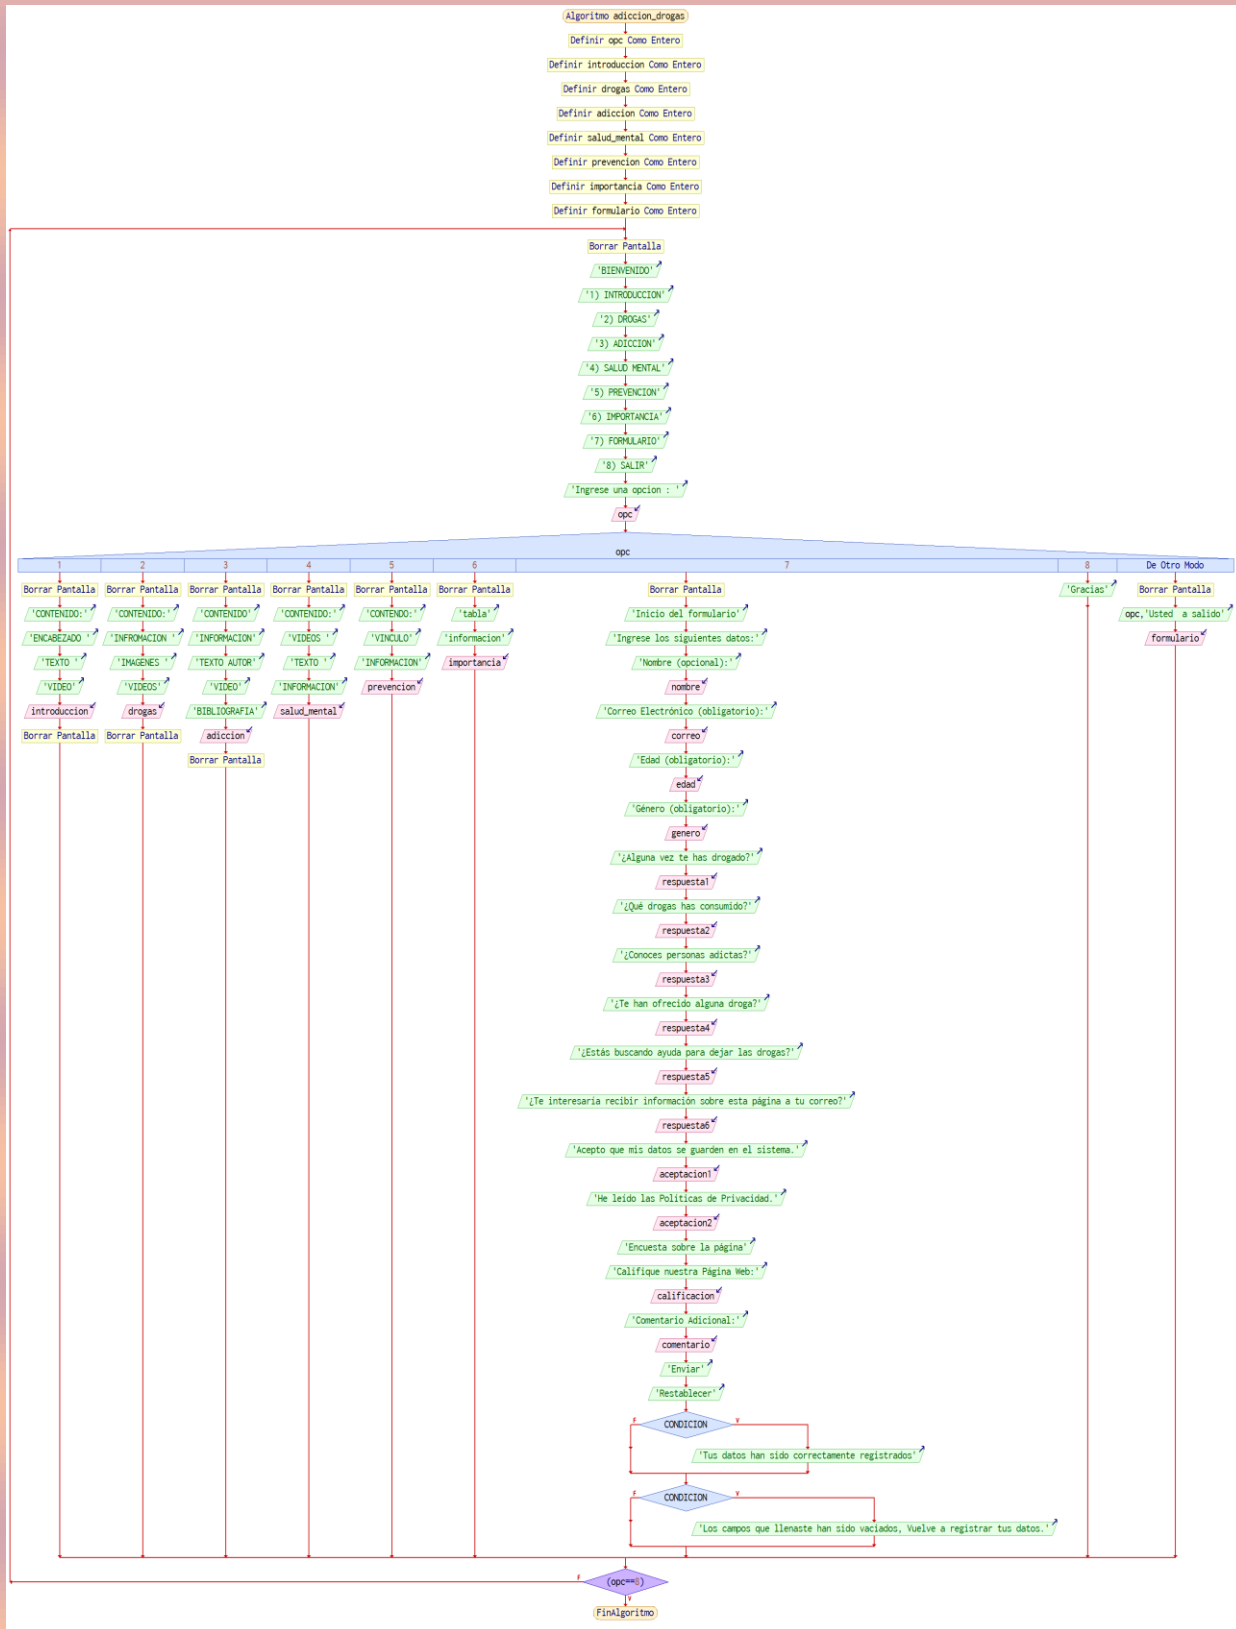 Algoritmo adiccion_drogas
Definir opc Como Entero
Definir introduccion Como Entero
Definir drogas Como Entero
Definir adiccion Como Entero
Definir salud_mental Como Entero
Definir prevencion Como Entero
Definir importancia Como Entero
Definir formulario Como Entero
Borrar Pantalla
'BIENVENIDO'
'1) INTRODUCCION'
'2) DROGAS'
'3) ADICCION'
'4) SALUD MENTAL'
'5) PREVENCION'
'6) IMPORTANCIA'
'7) FORMULARIO'
'8) SALIR'
'Ingrese una opcion : '
opc
opc
1
Borrar Pantalla
'CONTENIDO:'
'ENCABEZADO '
'TEXTO '
'VIDEO'
introduccion
Borrar Pantalla
2
Borrar Pantalla
'CONTENIDO:'
'INFROMACION '
'IMAGENES '
'VIDEOS'
drogas
Borrar Pantalla
3
Borrar Pantalla
'CONTENIDO'
'INFORMACION'
'TEXTO AUTOR'
'VIDEO'
'BIBLIOGRAFIA'
adiccion
Borrar Pantalla
4
Borrar Pantalla
'CONTENIDO:'
'VIDEOS '
'TEXTO '
'INFORMACION'
salud_mental
5
Borrar Pantalla
'CONTENDO:'
'VINCULO'
'INFORMACION'
prevencion
6
Borrar Pantalla
'tabla'
'informacion'
importancia
7
Borrar Pantalla
'Inicio del formulario'
'Ingrese los siguientes datos:'
'Nombre (opcional):'
nombre
'Correo Electrónico (obligatorio):'
correo
'Edad (obligatorio):'
edad
'Género (obligatorio):'
genero
'¿Alguna vez te has drogado?'
respuesta1
'¿Qué drogas has consumido?'
respuesta2
'¿Conoces personas adictas?'
respuesta3
'¿Te han ofrecido alguna droga?'
respuesta4
'¿Estás buscando ayuda para dejar las drogas?'
respuesta5
'¿Te interesaría recibir información sobre esta página a tu correo?'
respuesta6
'Acepto que mis datos se guarden en el sistema.'
aceptacion1
'He leído las Políticas de Privacidad.'
aceptacion2
'Encuesta sobre la página'
'Califique nuestra Página Web:'
calificacion
'Comentario Adicional:'
comentario
'Enviar'
'Restablecer'
F CONDICION V
'Tus datos han sido correctamente registrados'
F CONDICION V
'Los campos que llenaste han sido vaciados, Vuelve a registrar tus datos.'
8
'Gracias'
De Otro Modo
Borrar Pantalla
opc,'Usted  a salido'
formulario
F (opc==8)
V
FinAlgoritmo